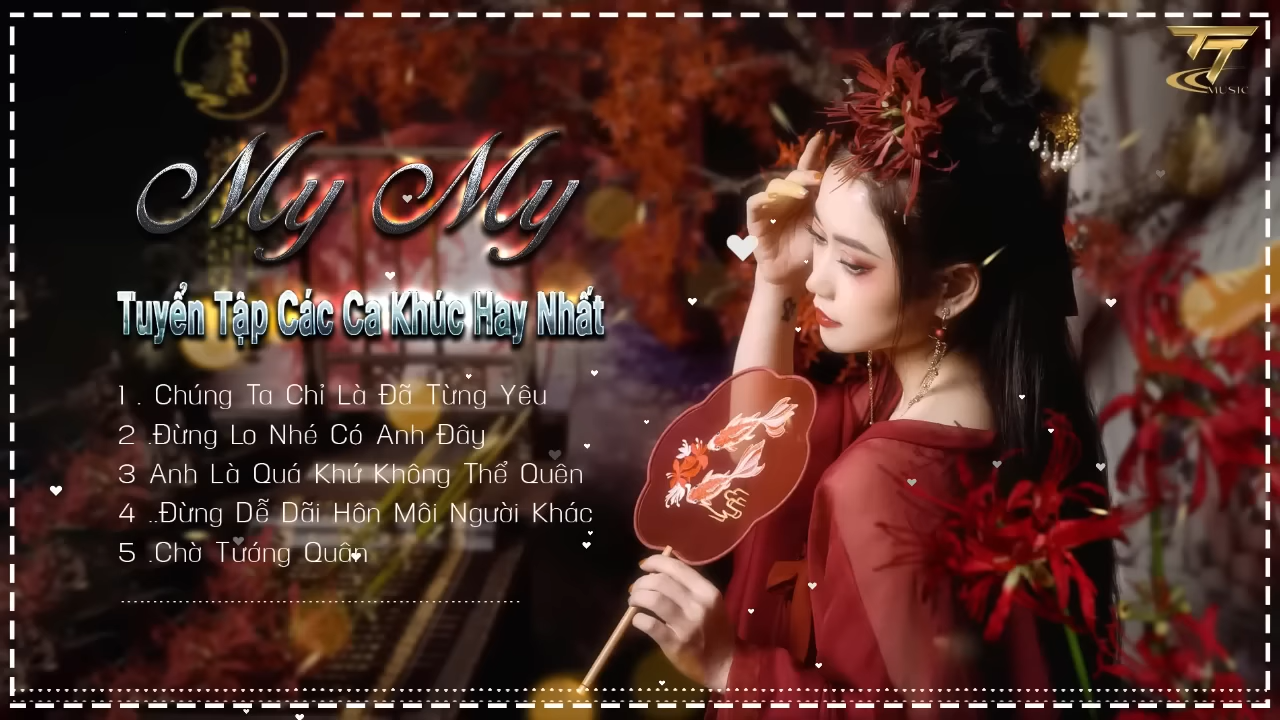 TT
MUSIC
My My
Tuyển Tập Các Ca Khúc Hay Nhất
1 . Chúng Ta Chỉ Là Đã Từng Yêu
2 .Đừng Lo Nhé Có Anh Đây
3 Anh Là Quá Khứ Không Thể Quên
4 ..Đừng Dễ Dãi Hôn Môi Người Khác
5 .Chờ Tướng Quân